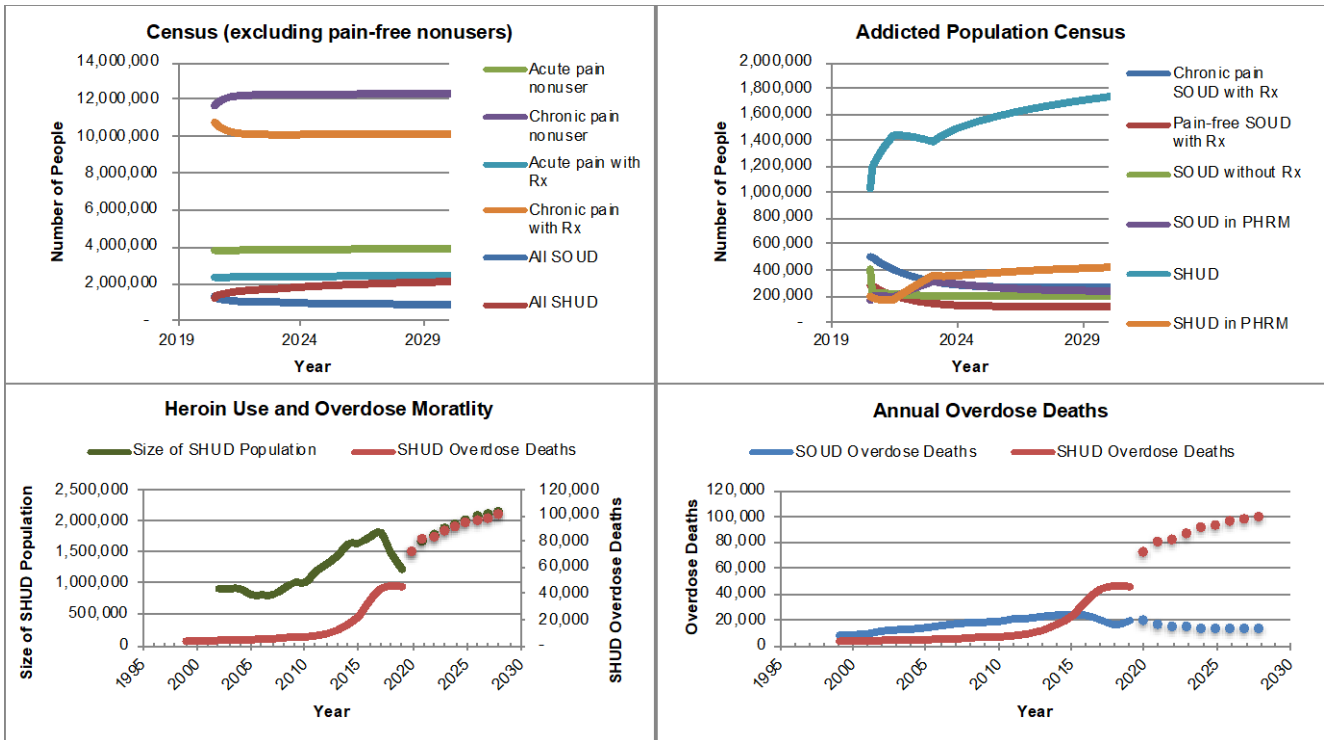 Census (excluding pain-free nonusers)
Number of People
14,000,000
12,000,000
10,000,000
8,000,000
6,000,000
4,000,000
2,000,000
-
2019
2024
2029
Year
Acute pain
nonuser
Chronic pain
nonuser
Acute pain with
Rx
Chronic pain
with Rx
All SOUD
All SHUD
Addicted Population Census
Number of People
2,000,000
1,800,000
1,600,000
1,400,000
1,200,000
1,000,000
800,000
600,000
400,000
200,000
-
2019
2024
2029
Year
Chronic pain
SOUD with Rx
Pain-free SOUD
with Rx
SOUD without Rx
SOUD in PHRM
SHUD
SHUD in PHRM
Heroin Use and Overdose Moratlity
Size of SHUD Population
SHUD Overdose Deaths
Size of SHUD Population
2,500,000
2,000,000
1,500,000
1,000,000
500,000
0
120,000
100,000
80,000
60,000
40,000
20,000
-
SHUD Overdose Deaths
1995
2000
2005
2010
2015
2020
2025
2030
Year
Annual Overdose Deaths
SOUD Overdose Deaths
SHUD Overdose Deaths
Overdose Deaths
120,000
100,000
80,000
60,000
40,000
20,000
0
1995
2000
2005
2010
2015
2020
2025
2030
Year